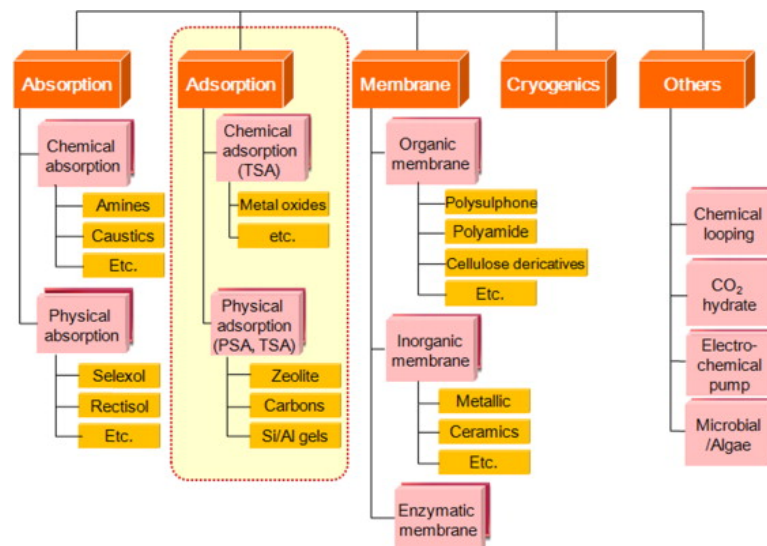 Absorption
Adsorption
Membrane
Cryogenics
Others
Chemical
absorption
Amines
Caustics
Etc.
Physical
absorption
Selexol
Rectisol
Etc.
Chemical
adsorption
(TSA)
Metal oxides
etc.
Physical
adsorption
(PSA, TSA)
Zeolite
Carbons
Si/Al gels
Organic
membrane
Polysulphone
Polyamide
Cellulose dericatives
Etc.
Inorganic
membrane
Metallic
Ceramics
Etc.
Enzymatic
membrane
Chemical
looping
CO₂
hydrate
Electro-
chemical
pump
Microbial
/Algae